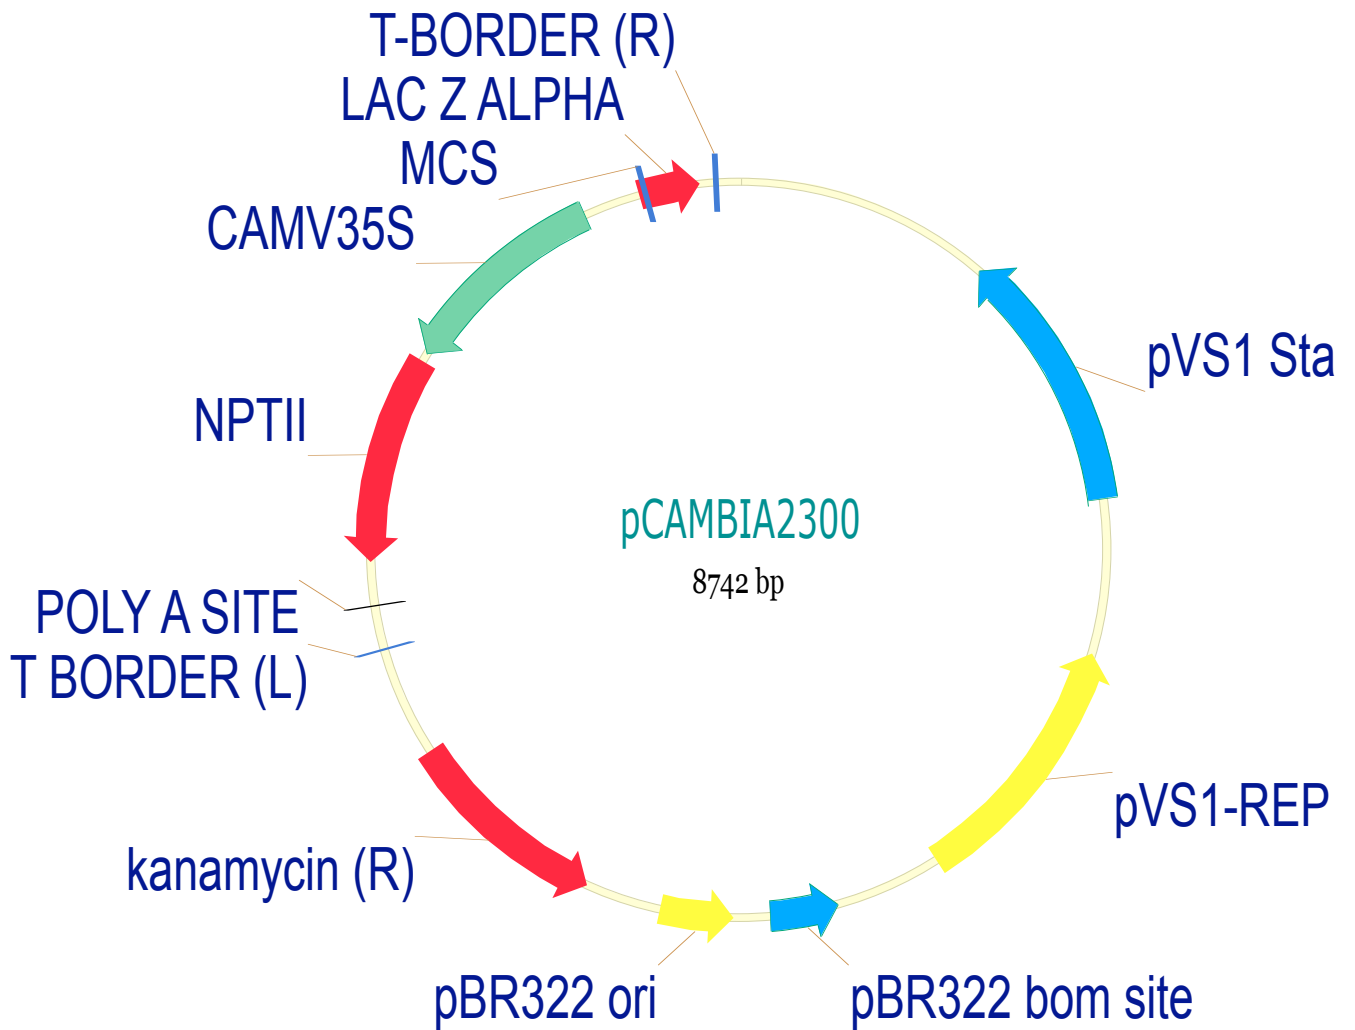 T-BORDER (R)
LAC Z ALPHA
MCS
CAMV35S
pVS1 Sta
NPTII
pCAMBIA2300
8742 bp
POLY A SITE
T BORDER (L)
pVS1-REP
kanamycin (R)
pBR322 ori
pBR322 bom site